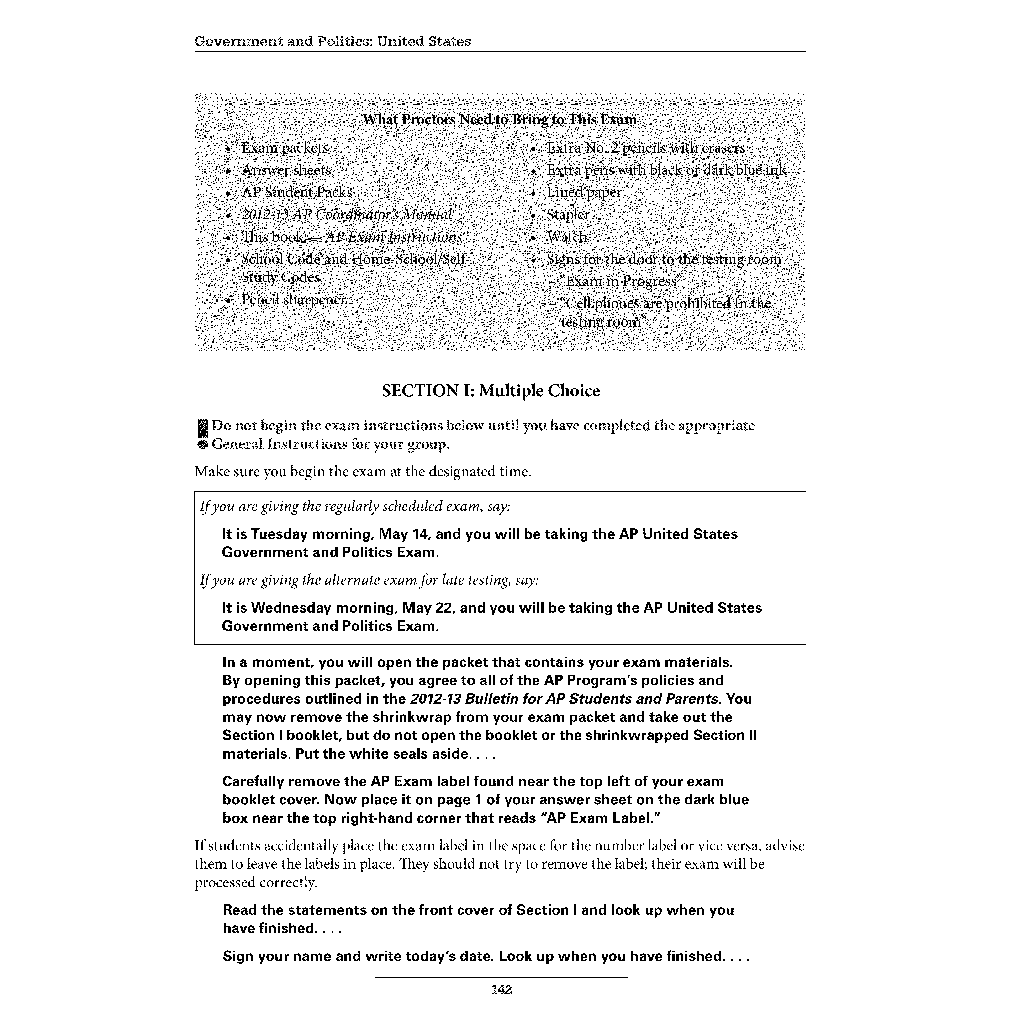 Government and Politics: United States
What Proctors Need to Bring to This Exam
• Exam packets
• Answer sheets
• AP Student Packs
• 2012-13 AP Coordinator's Manual
• This book — AP Exam Instructions
• School Code and Home-School/Self-
Study Codes
• Pencil sharpener
• Extra No. 2 pencils with erasers
• Extra pens with black or dark blue ink
• Lined paper
• Stapler
• Watch
• Signs for the door to the testing room
– "Exam in Progress"
– "Cell phones are prohibited in the
testing room"
SECTION I: Multiple Choice
Do not begin the exam instructions below until you have completed the appropriate
General Instructions for your group.
Make sure you begin the exam at the designated time.
If you are giving the regularly scheduled exam, say:
It is Tuesday morning, May 14, and you will be taking the AP United States
Government and Politics Exam.
If you are giving the alternate exam for late testing, say:
It is Wednesday morning, May 22, and you will be taking the AP United States
Government and Politics Exam.
In a moment, you will open the packet that contains your exam materials.
By opening this packet, you agree to all of the AP Program's policies and
procedures outlined in the 2012-13 Bulletin for AP Students and Parents. You
may now remove the shrinkwrap from your exam packet and take out the
Section I booklet, but do not open the booklet or the shrinkwrapped Section II
materials. Put the white seals aside. . . .
Carefully remove the AP Exam label found near the top left of your exam
booklet cover. Now place it on page 1 of your answer sheet on the dark blue
box near the top right-hand corner that reads "AP Exam Label."
If students accidentally place the exam label in the space for the number label or vice versa, advise
them to leave the labels in place. They should not try to remove the label; their exam will be
processed correctly.
Read the statements on the front cover of Section I and look up when you
have finished. . . .
Sign your name and write today's date. Look up when you have finished. . . .
142